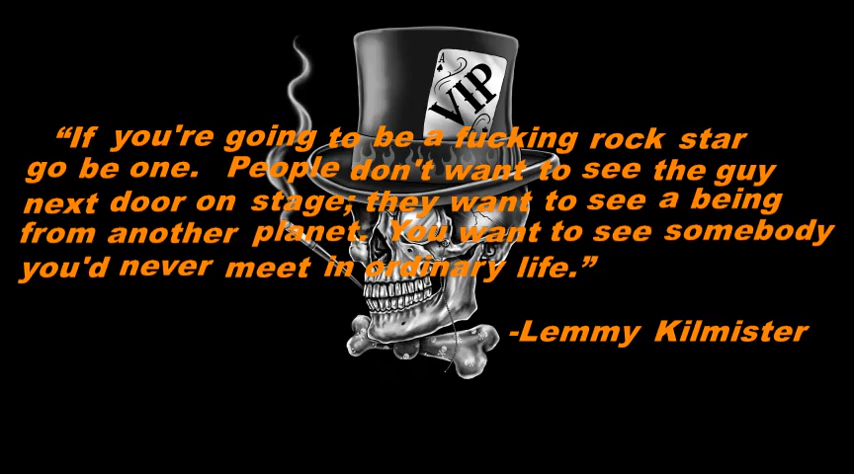 A
VIP
“If you're going to be a fucking rock star
go be one.  People don't want to see the guy
next door on stage; they want to see a being
from another planet.  You want to see somebody
you'd never meet in ordinary life.”
-Lemmy Kilmister